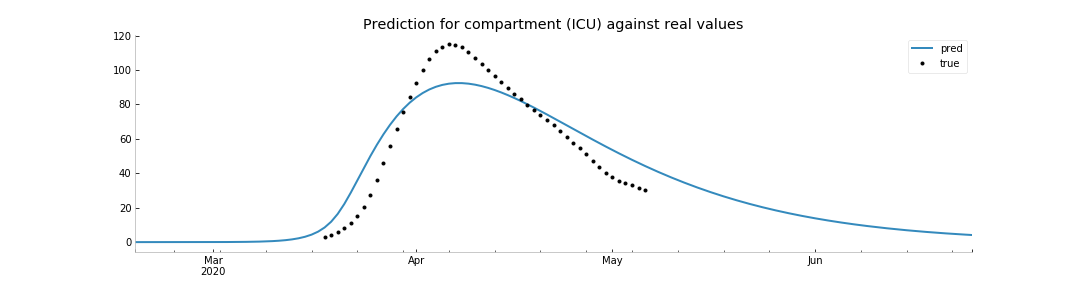 Prediction for compartment (ICU) against real values
120
100
80
60
40
20
0
pred
true
Mar
2020
Apr
May
Jun